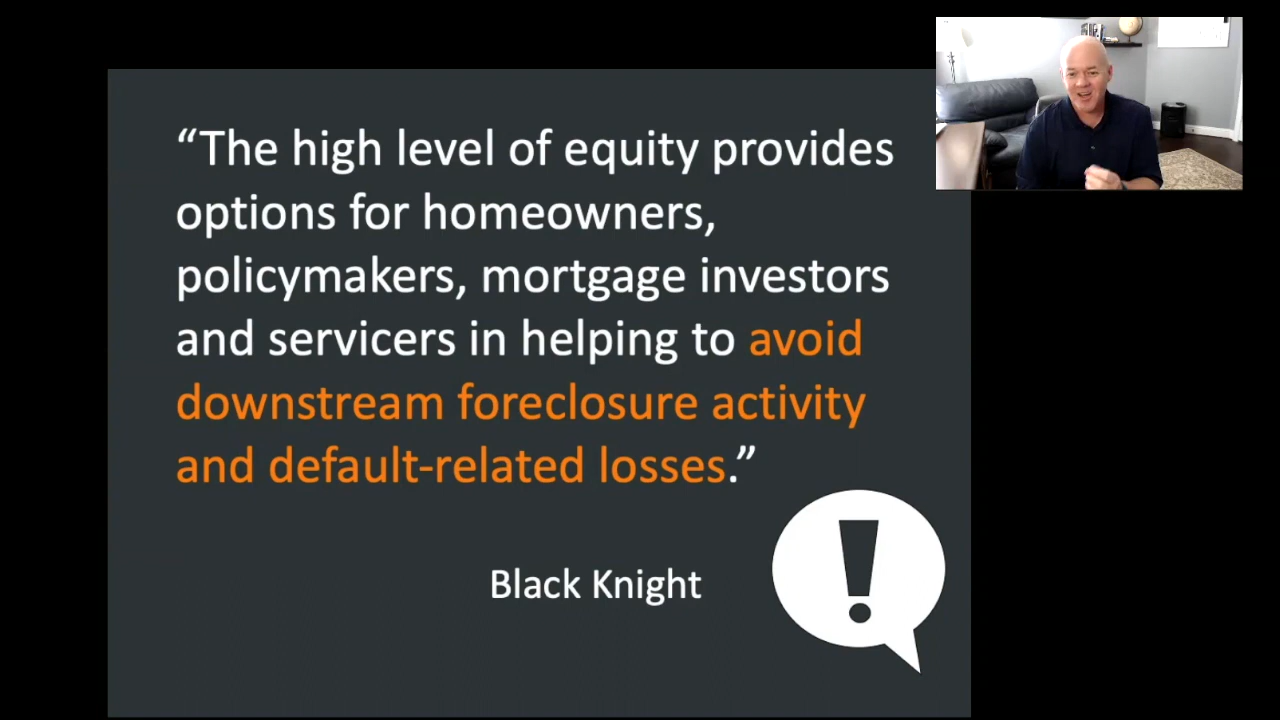 “The high level of equity provides
options for homeowners,
policymakers, mortgage investors
and servicers in helping to avoid
downstream foreclosure activity
and default-related losses.”
Black Knight